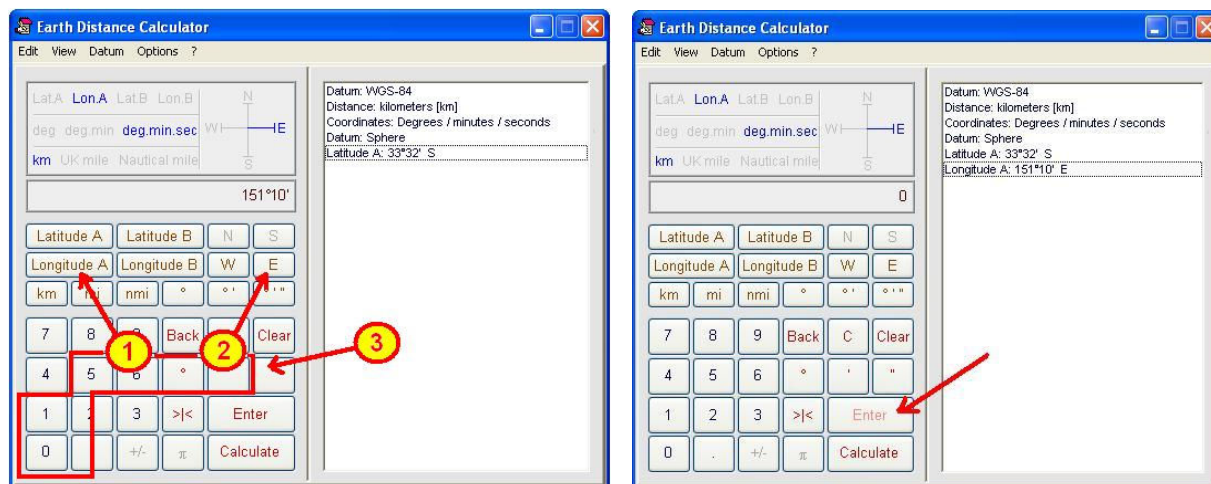 Earth Distance Calculator
Edit View Datum Options ?
Lat.A Lon.A Lat.B Lon.B N
deg deg.min deg.min.sec W E
km UK mile Nautical mile S
151°10'
Latitude A Latitude B N S
Longitude A Longitude B W E
km mi nmi ° °' °'"
7 8 9 Back Clear
4 5 6 °
1 2 3 >|< Enter
0 +/- π Calculate
1
2
3
Datum: WGS-84
Distance: kilometers [km]
Coordinates: Degrees / minutes / seconds
Datum: Sphere
Latitude A: 33°32' S
Earth Distance Calculator
Edit View Datum Options ?
Lat.A Lon.A Lat.B Lon.B N
deg deg.min deg.min.sec W E
km UK mile Nautical mile S
0
Latitude A Latitude B N S
Longitude A Longitude B W E
km mi nmi ° °' °'"
7 8 9 Back C Clear
4 5 6 ° ' "
1 2 3 >|< Enter
0 . +/- π Calculate
Datum: WGS-84
Distance: kilometers [km]
Coordinates: Degrees / minutes / seconds
Datum: Sphere
Latitude A: 33°32' S
Longitude A: 151°10' E